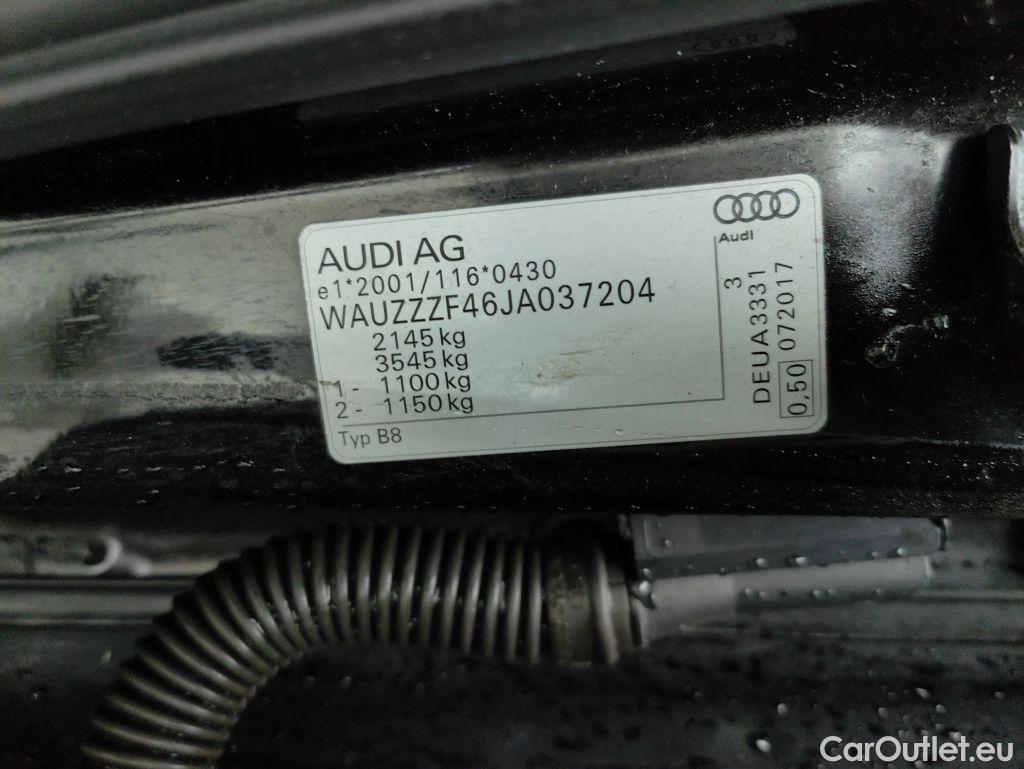 AUDI AG
e1*2001/116*0430
WAUZZZF46JA037204
2145 kg
3545 kg
1 - 1100 kg
2 - 1150 kg
Typ B8
Audi
DEUA3331 3
0,50 072017
CarOutlet.eu